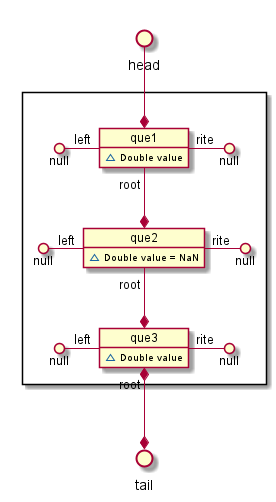 head
que1
left
rite
Double value
null
null
root
que2
left
rite
Double value = NaN
null
null
root
que3
left
rite
Double value
null
null
root
tail